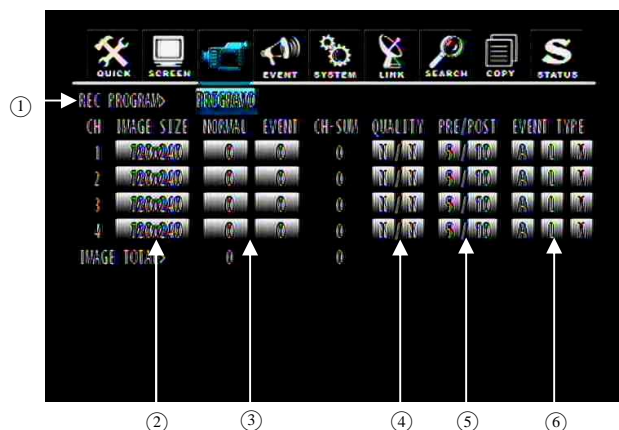 QUICK SCREEN EVENT SYSTEM LINK SEARCH COPY STATUS
① REC PROGRAM> PROGRAM0
CH IMAGE SIZE NORMAL EVENT CH-SUM QUALITY PRE/POST EVENT TYPE
1 720x240 0 0 0 N / N 5 / 10 A L M
2 720x240 0 0 0 N / N 5 / 10 A L M
3 720x240 0 0 0 N / N 5 / 10 A L M
4 720x240 0 0 0 N / N 5 / 10 A L M
IMAGE TOTAL> 0 0
② ③ ④ ⑤ ⑥